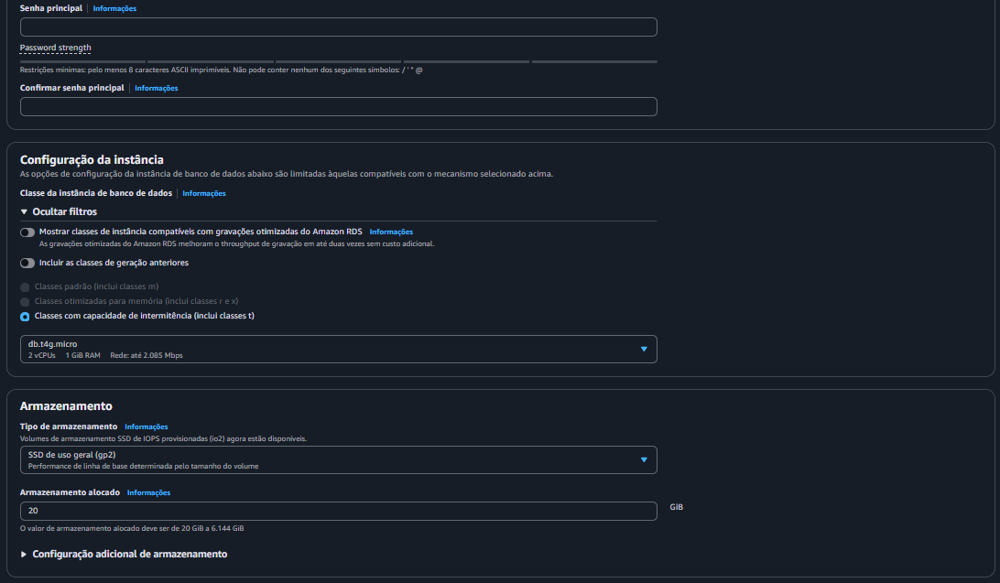 Senha principal | Informações
Password strength
Restrições mínimas: pelo menos 8 caracteres ASCII imprimíveis. Não pode conter nenhum dos seguintes símbolos: / ' " @
Confirmar senha principal | Informações
Configuração da instância
As opções de configuração da instância de banco de dados abaixo são limitadas àquelas compatíveis com o mecanismo selecionado acima.
Classe da instância de banco de dados | Informações
Ocultar filtros
Mostrar classes de instância compatíveis com gravações otimizadas do Amazon RDS Informações
As gravações otimizadas do Amazon RDS melhoram o throughput de gravação em até duas vezes sem custo adicional.
Incluir as classes de geração anteriores
Classes padrão (inclui classes m)
Classes otimizadas para memória (inclui classes r e x)
Classes com capacidade de intermitência (inclui classes t)
db.t4g.micro
2 vCPUs 1 GiB RAM Rede: até 2.085 Mbps
Armazenamento
Tipo de armazenamento Informações
Volumes de armazenamento SSD de IOPS provisionadas (io2) agora estão disponíveis.
SSD de uso geral (gp2)
Performance de linha de base determinada pelo tamanho do volume
Armazenamento alocado Informações
20 GiB
O valor de armazenamento alocado deve ser de 20 GiB a 6.144 GiB
Configuração adicional de armazenamento